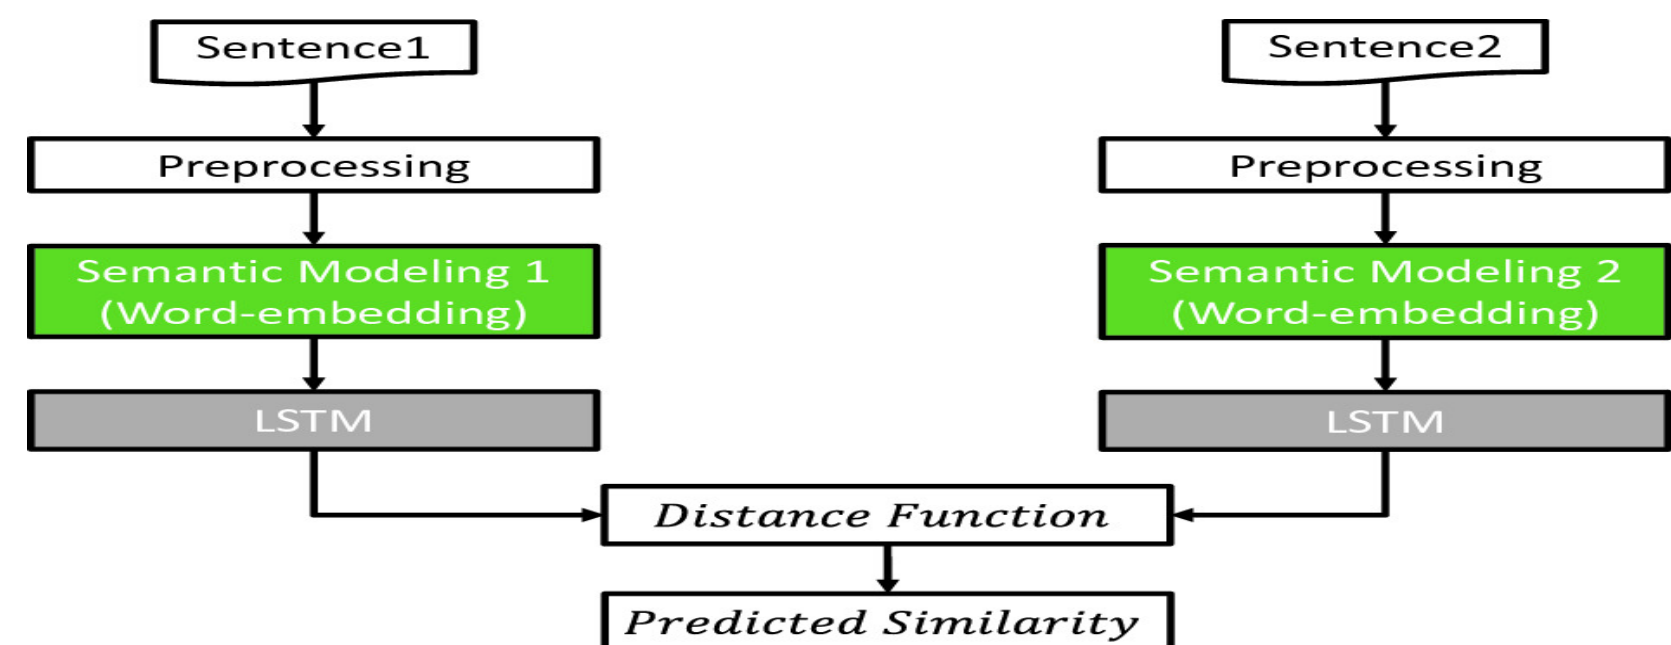 Sentence1
Sentence2
Preprocessing
Preprocessing
Semantic Modeling 1
(Word-embedding)
Semantic Modeling 2
(Word-embedding)
LSTM
LSTM
Distance Function
Predicted Similarity